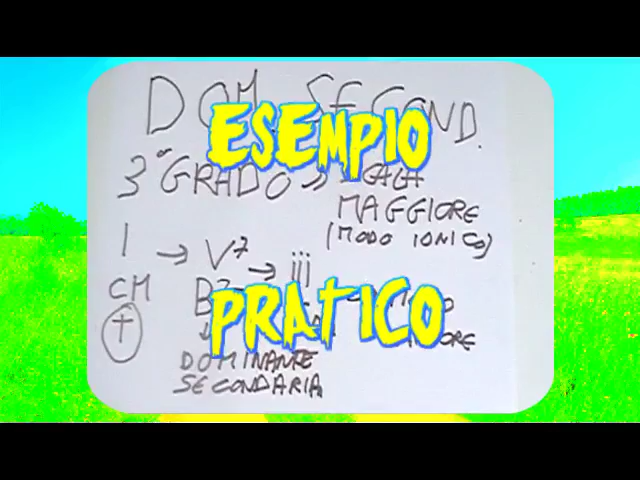 DOM. SECOND.
ESEMPIO
3° GRADO →
MAGGIORE
(MODO IONICO)
I → V7 → iii
CM B7
PRATICO
T
DOMINANTE
SECONDARIA